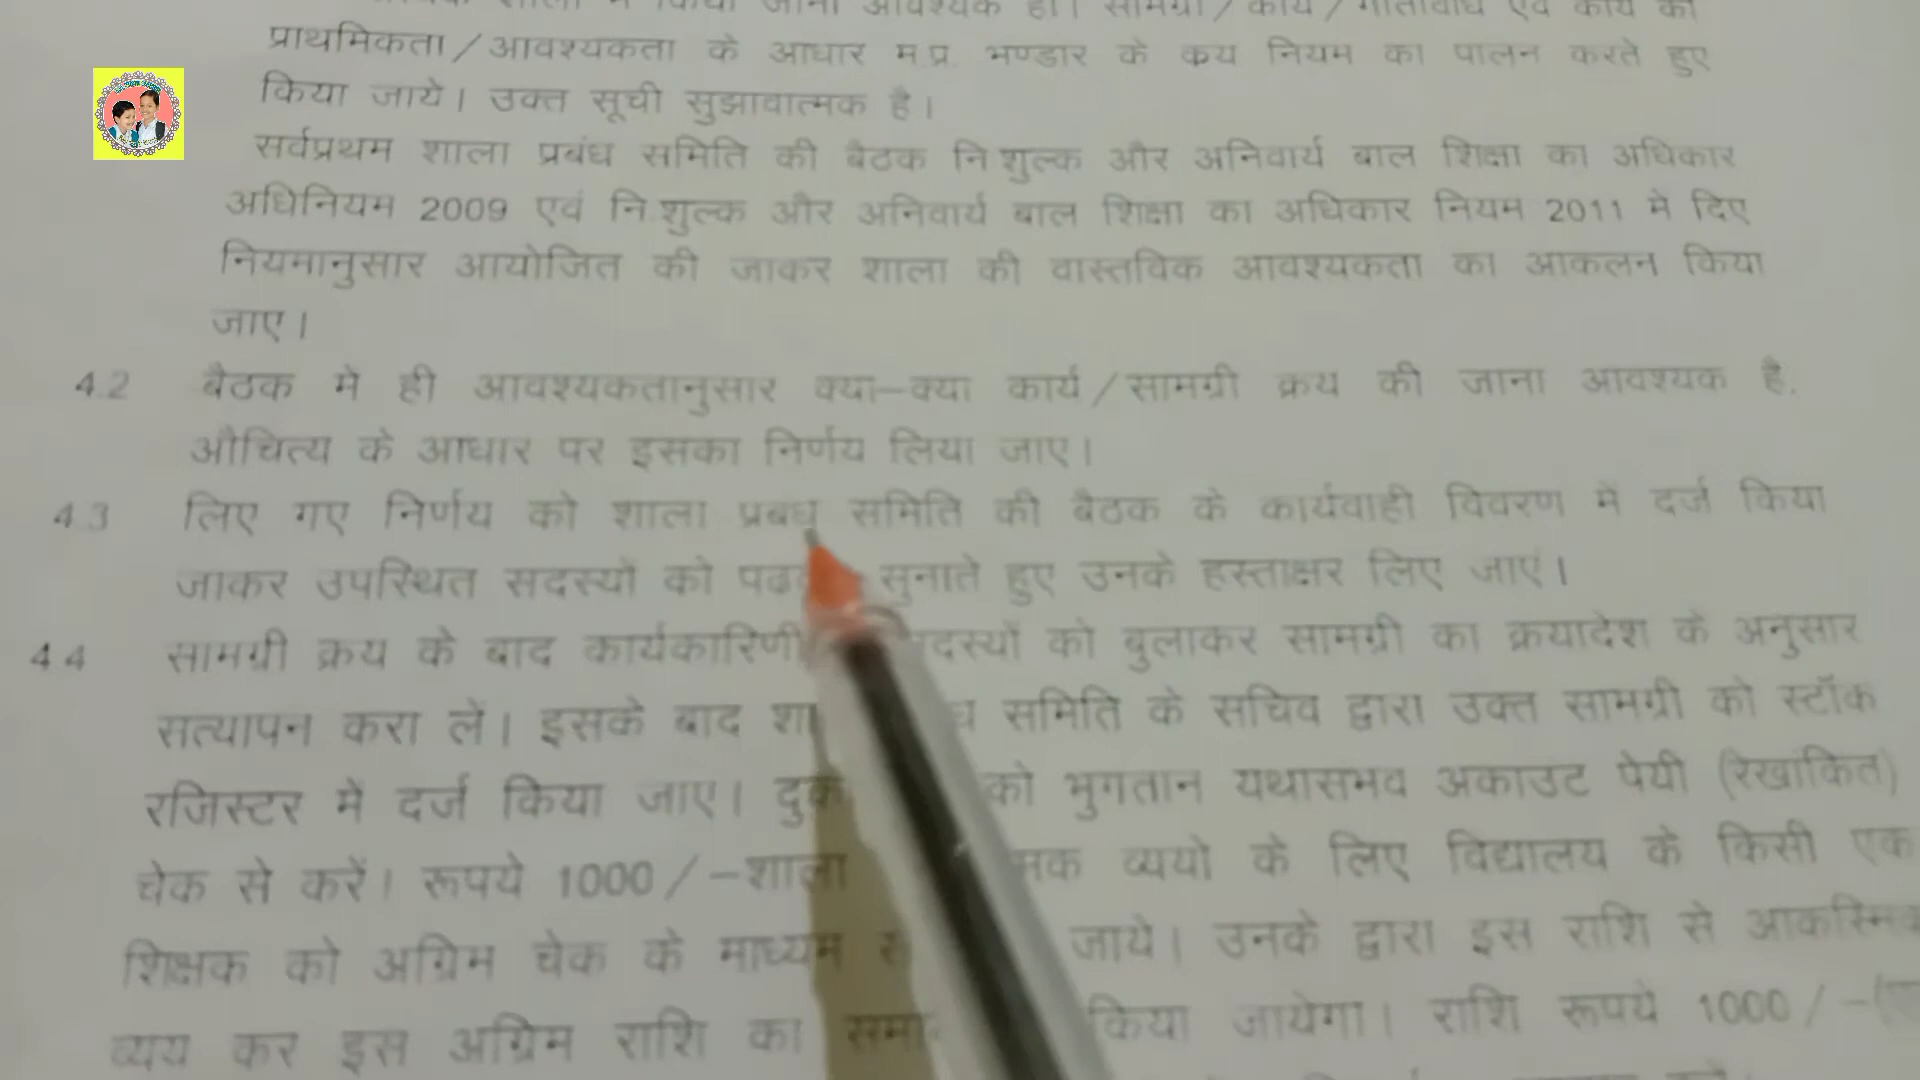 किया जाना आवश्यक हो। सामग्री/कार्य/गतिविधि एवं कार्य की
प्राथमिकता/आवश्यकता के आधार म.प्र. भण्डार के क्रय नियम का पालन करते हुए
किया जाये। उक्त सूची सुझावात्मक है।
सर्वप्रथम शाला प्रबंध समिति की बैठक निःशुल्क और अनिवार्य बाल शिक्षा का अधिकार
अधिनियम 2009 एवं निःशुल्क और अनिवार्य बाल शिक्षा का अधिकार नियम 2011 मे दिए
नियमानुसार आयोजित की जाकर शाला की वास्तविक आवश्यकता का आकलन किया
जाए।
4.2 बैठक मे ही आवश्यकतानुसार क्या–क्या कार्य/सामग्री क्रय की जाना आवश्यक है.
औचित्य के आधार पर इसका निर्णय लिया जाए।
4.3 लिए गए निर्णय को शाला प्रबंध समिति की बैठक के कार्यवाही विवरण में दर्ज किया
जाकर उपस्थित सदस्यों को सुनाते हुए उनके हस्ताक्षर लिए जाएं।
4.4 सामग्री क्रय के बाद कार्यकारिणी को बुलाकर सामग्री का क्रयादेश के अनुसार
सत्यापन करा लें। इसके बाद समिति के सचिव द्वारा उक्त सामग्री को स्टॉक
रजिस्टर में दर्ज किया जाए। को भुगतान यथासंभव अकाउंट पेयी (रेखांकित)
चेक से करें। रूपये 1000/–शाला व्ययो के लिए विद्यालय के किसी एक
शिक्षक को अग्रिम चेक के माध्यम जाये। उनके द्वारा इस राशि से
व्यय कर इस अग्रिम राशि का किया जायेगा। राशि रूपये 1000/–